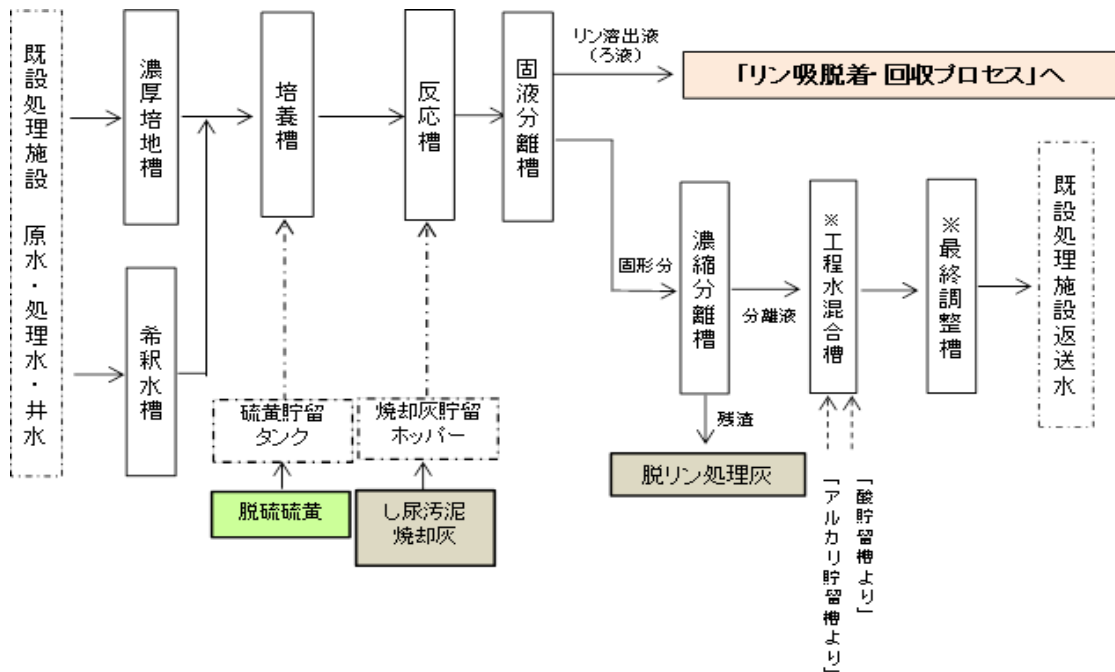 既設処理施設　原水・処理水・井水
濃厚培地槽
希釈水槽
培養槽
反応槽
固液分離槽
リン溶出液
（ろ液）
「リン吸脱着・回収プロセス」へ
固形分
濃縮分離槽
分離液
※工程水混合槽
※最終調整槽
既設処理施設返送水
硫黄貯留
タンク
焼却灰貯留
ホッパー
脱硫硫黄
し尿汚泥
焼却灰
残渣
脱リン処理灰
「酸貯留槽より」
「アルカリ貯留槽より」